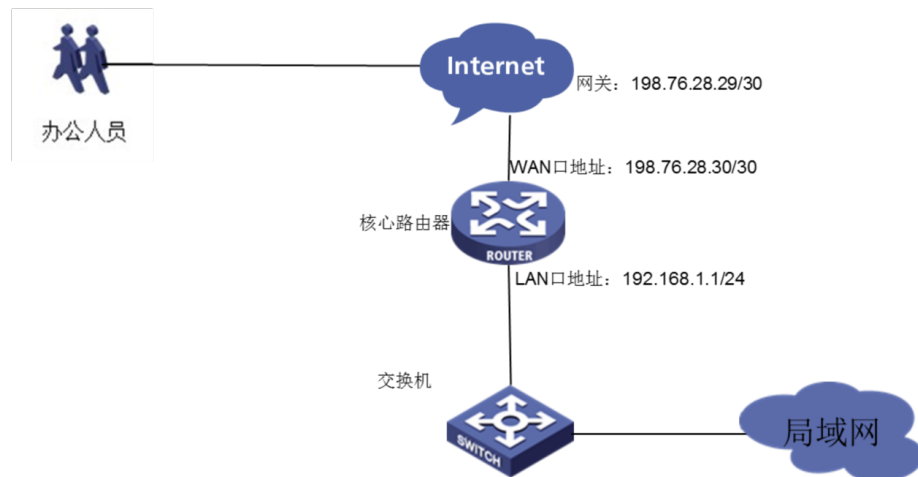 Internet
网关：198.76.28.29/30
办公人员
WAN口地址：198.76.28.30/30
核心路由器
ROUTER
LAN口地址：192.168.1.1/24
交换机
SWITCH
局域网